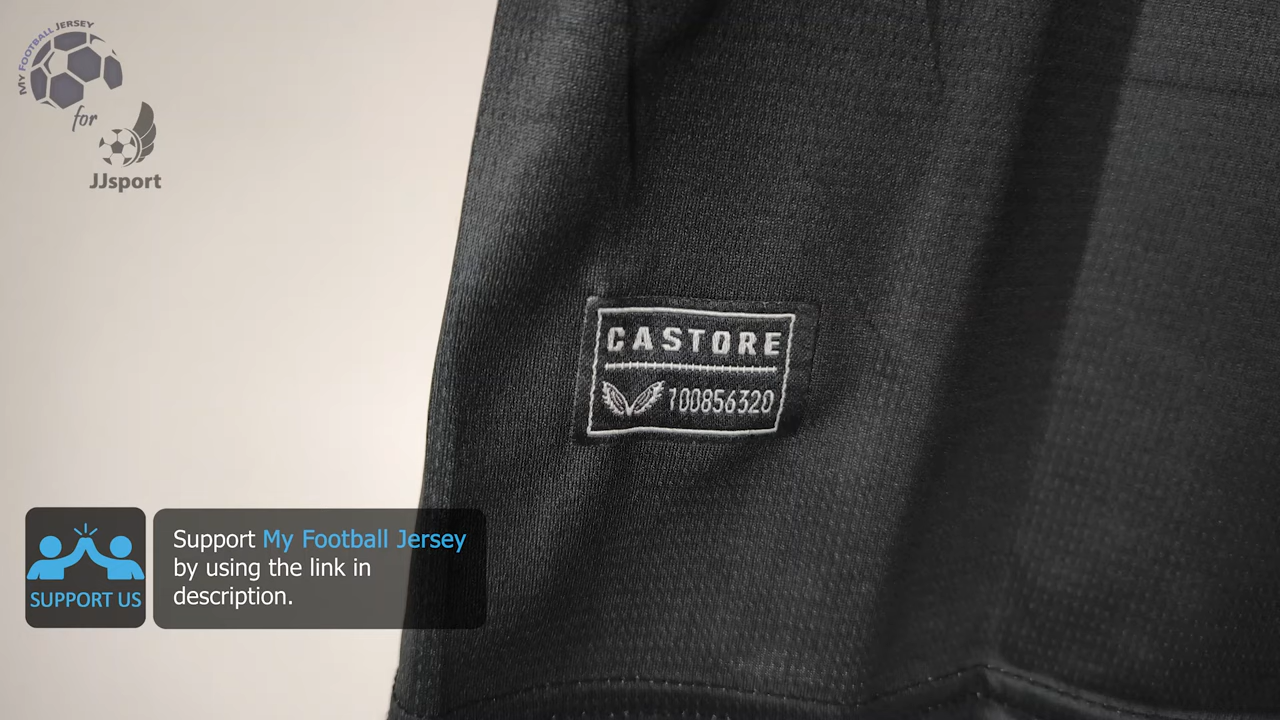 MY FOOTBALL JERSEY
for
JJsport
CASTORE
100856320
SUPPORT US
Support My Football Jersey
by using the link in
description.